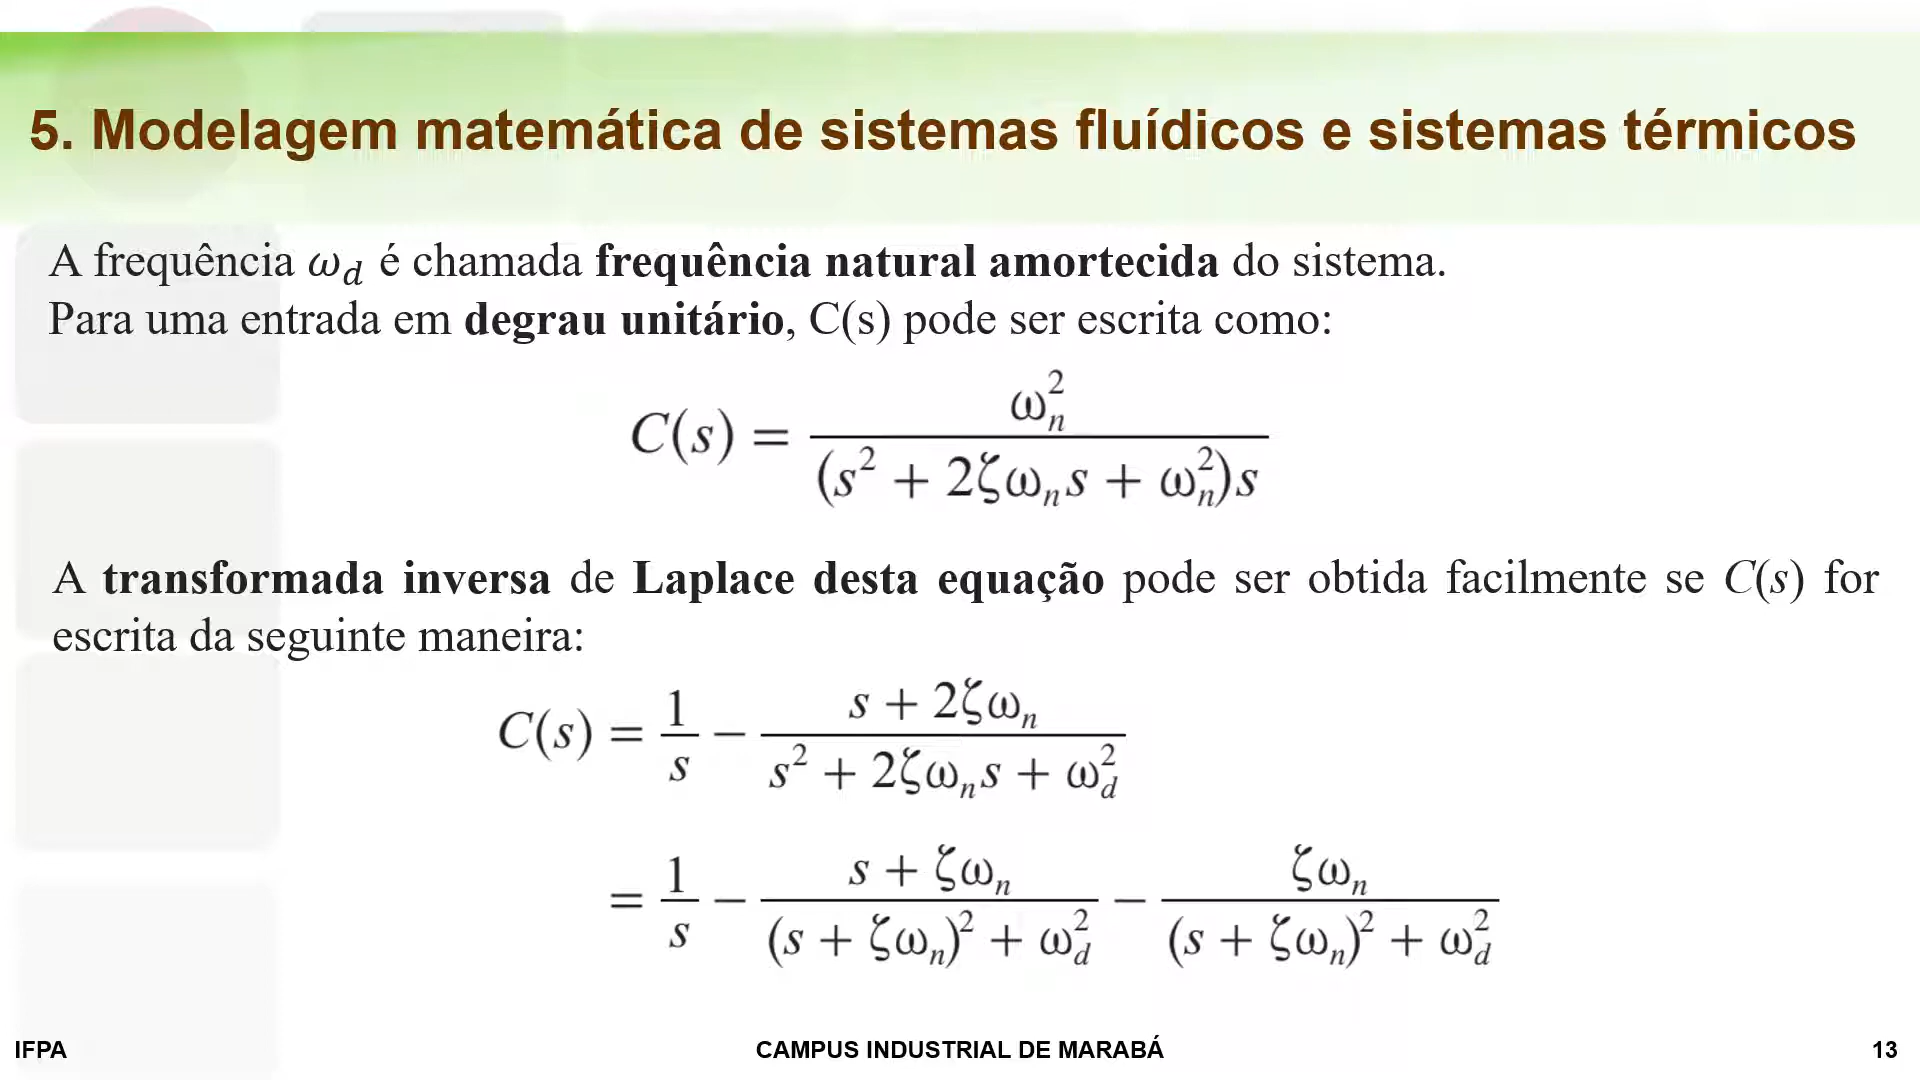 5. Modelagem matemática de sistemas fluídicos e sistemas térmicos
A frequência ω_d é chamada frequência natural amortecida do sistema.
Para uma entrada em degrau unitário, C(s) pode ser escrita como:
C(s) = ω_n^2 / ((s^2 + 2ζω_n s + ω_n^2)s)
A transformada inversa de Laplace desta equação pode ser obtida facilmente se C(s) for
escrita da seguinte maneira:
C(s) = 1/s − (s + 2ζω_n) / (s^2 + 2ζω_n s + ω_d^2)
= 1/s − (s + ζω_n) / ((s + ζω_n)^2 + ω_d^2) − ζω_n / ((s + ζω_n)^2 + ω_d^2)
IFPA
CAMPUS INDUSTRIAL DE MARABÁ
13